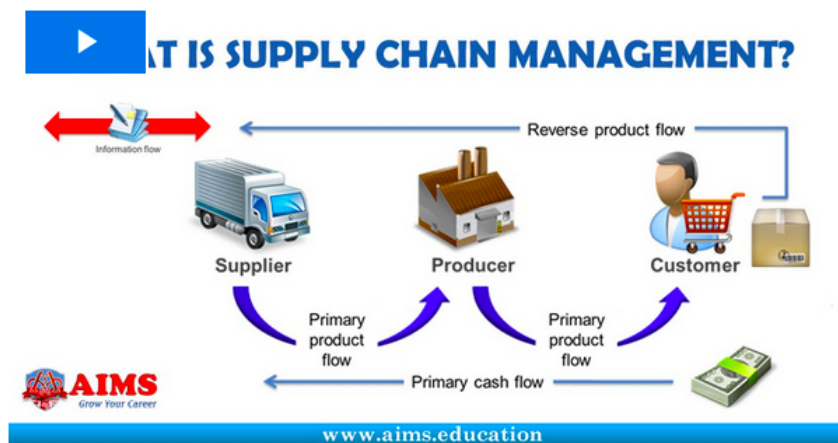 AT IS SUPPLY CHAIN MANAGEMENT?
Reverse product flow
Information flow
Supplier
Producer
Customer
Primary
product
flow
Primary
product
flow
Primary cash flow
AIMS
Grow Your Career
www.aims.education